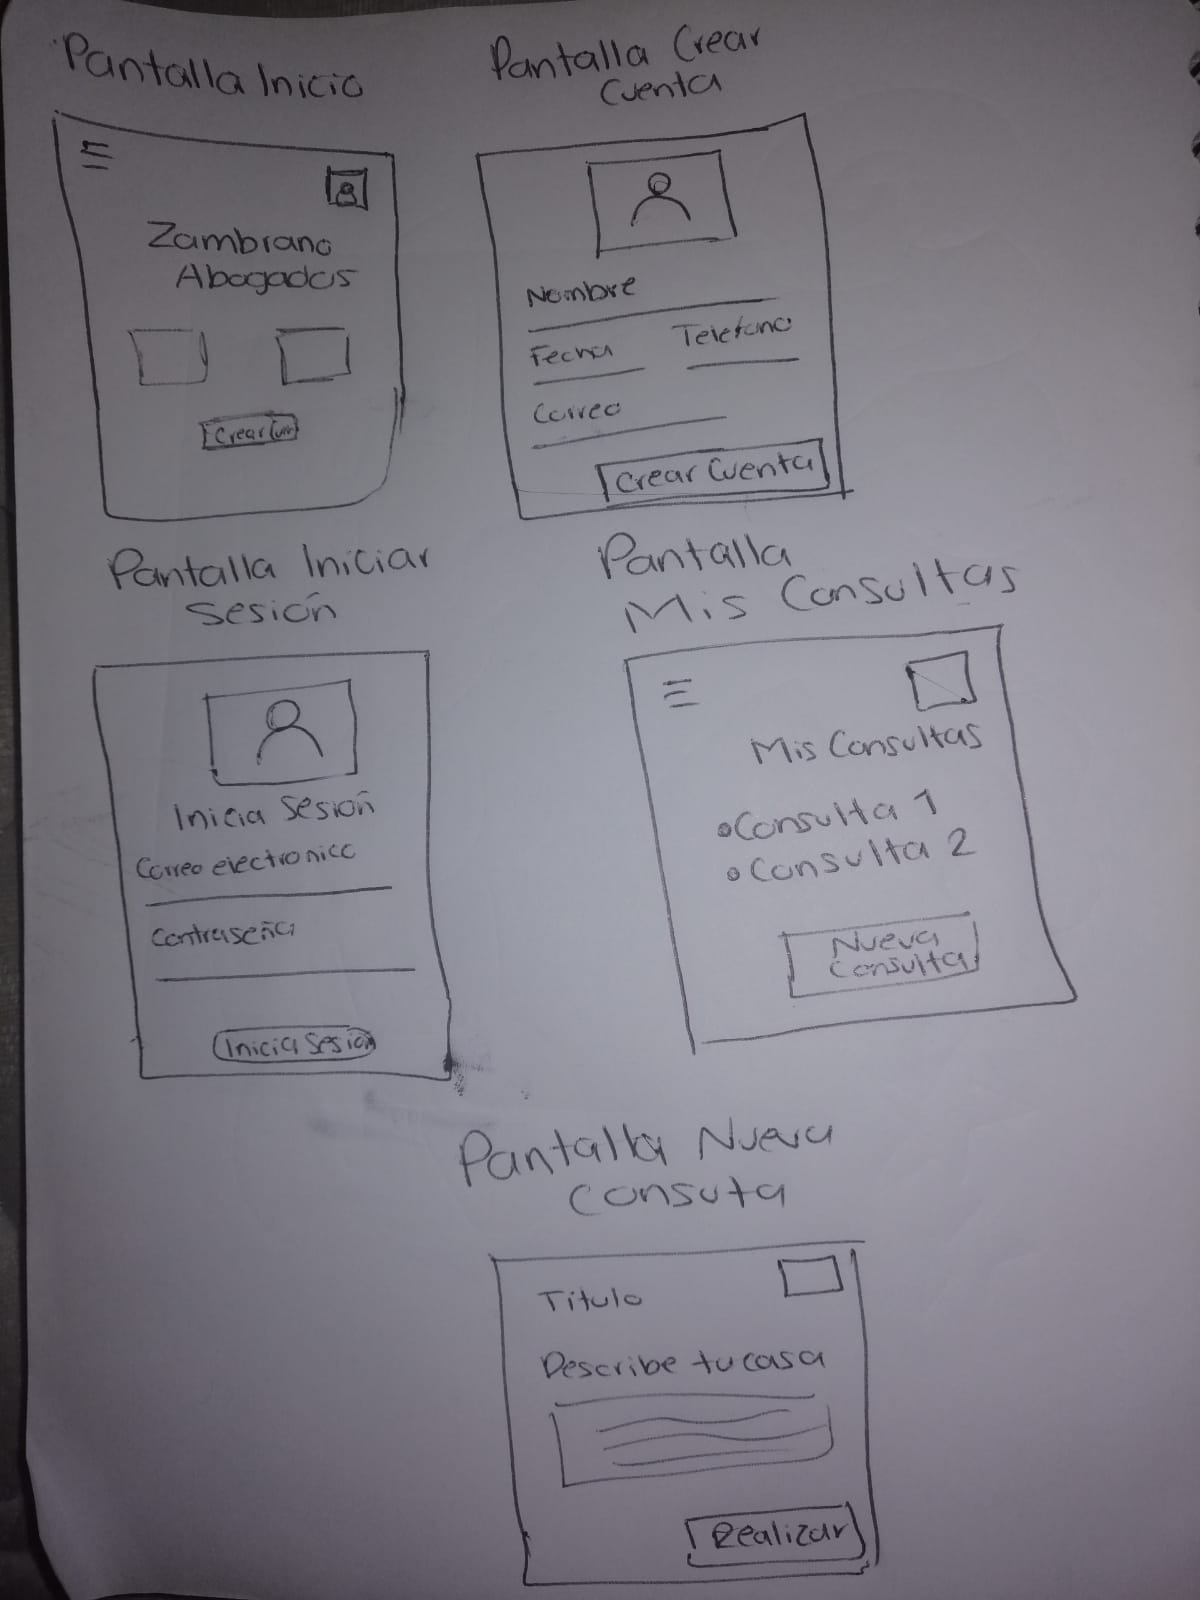 Pantalla Inicio
Zambrano
Abogados
Crear
Pantalla Crear
Cuenta
Nombre
Fecha
Telefono
Correo
Crear Cuenta
Pantalla Iniciar
Sesión
Inicia Sesión
Correo electronico
Contraseña
Inicia Sesion
Pantalla
Mis Consultas
Mis Consultas
Consulta 1
Consulta 2
Nueva
Consulta
Pantalla Nueva
Consuta
Titulo
Describe tu casa
Realizar